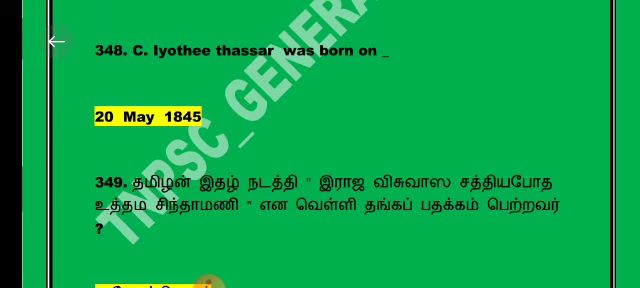 348. C. Iyothee thassar was born on _
20 May 1845
349. தமிழன் இதழ் நடத்தி " இராஜ விசுவாஸ சத்தியபோத
உத்தம சிந்தாமணி " என வெள்ளி தங்கப் பதக்கம் பெற்றவர்
?
TNPSC_GENERA